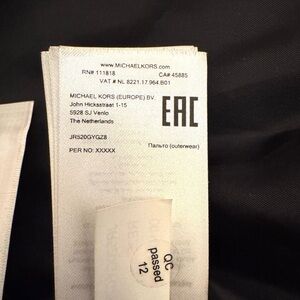 www.MICHAELKORS.com
RN# 111818 CA# 45885
VAT # NL 8221.17.964.B01
MICHAEL KORS (EUROPE) BV.
John Hicksstraat 1-15
5928 SJ Venlo
The Netherlands
EAC
JR520GYGZ8
Пальто (outerwear)
PER NO: XXXXX
QC
passed
12